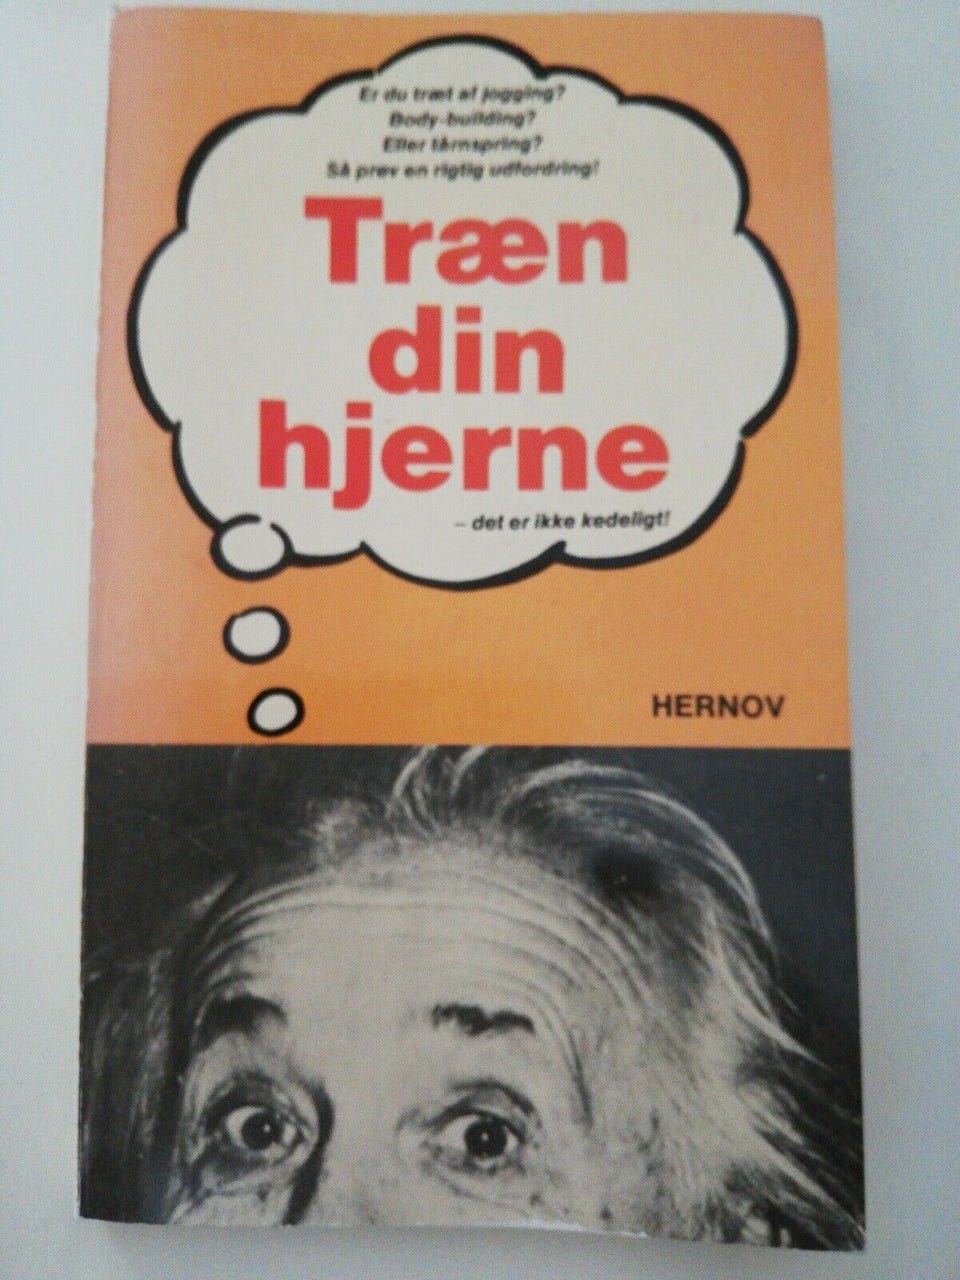 Er du træt af jogging?
Body-building?
Eller tårnspring?
Så prøv en rigtig udfordring!
Træn
din
hjerne
– det er ikke kedeligt!
HERNOV